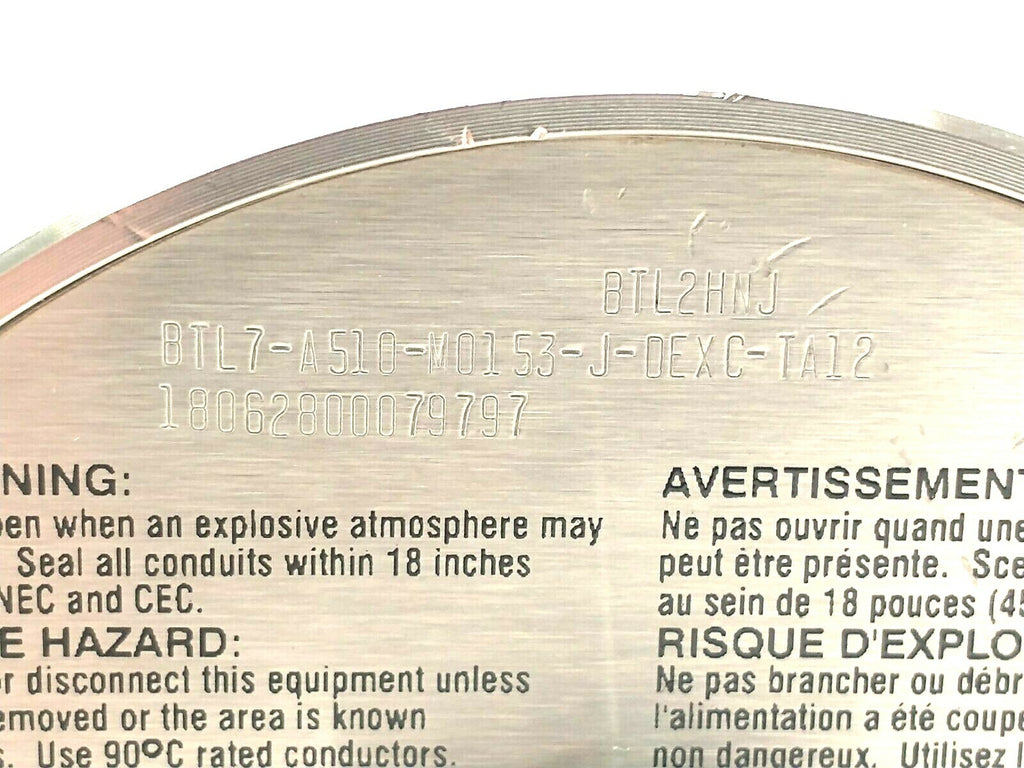 BTL2HNJ
BTL7-A510-M0153-J-DEXC-TA12
18062800079797
NING:
pen when an explosive atmosphere may
Seal all conduits within 18 inches
NEC and CEC.
E HAZARD:
r disconnect this equipment unless
emoved or the area is known
s. Use 90°C rated conductors.
AVERTISSEMENT
Ne pas ouvrir quand une
peut être présente. Sce
au sein de 18 pouces (45
RISQUE D'EXPLO
Ne pas brancher ou débr
l'alimentation a été coupé
non dangereux. Utilisez l